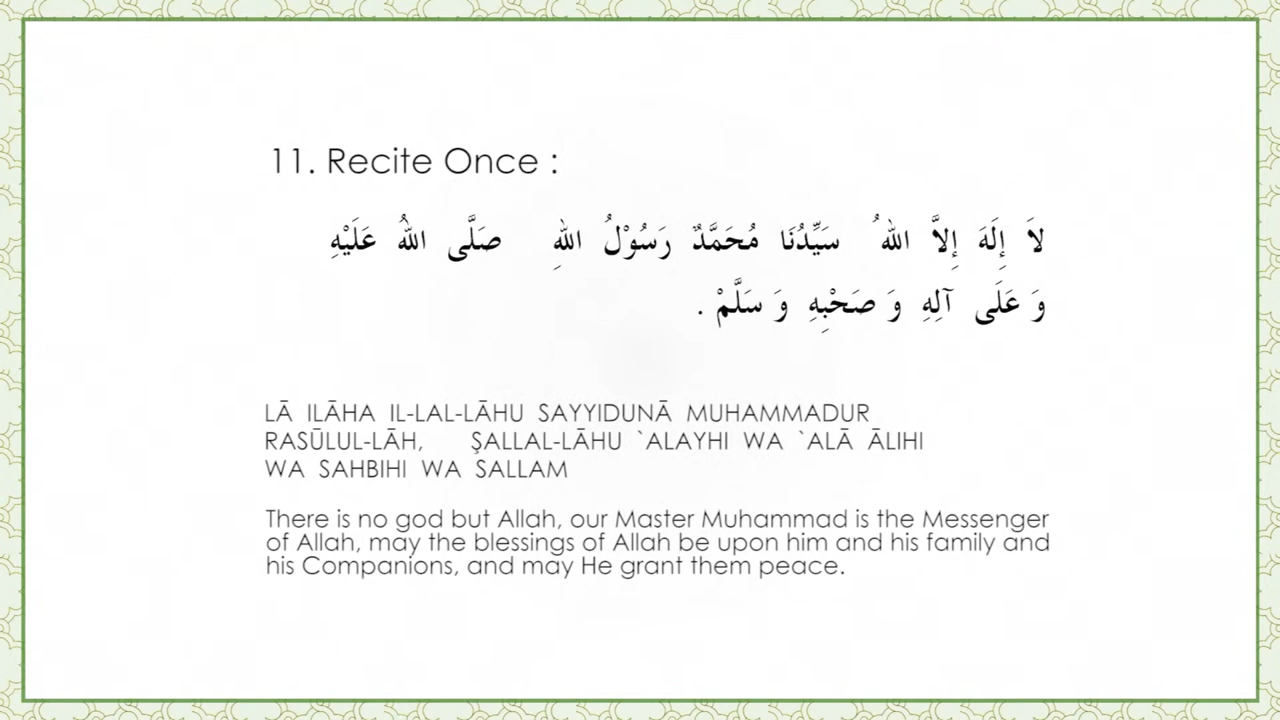 11. Recite Once :
لاَ إِلَهَ إِلاَّ اللهُ سَيِّدُنَا مُحَمَّدٌ رَسُوْلُ اللهِ صَلَّى اللهُ عَلَيْهِ
وَ عَلَى آلِهِ وَ صَحْبِهِ وَ سَلَّمْ .
LĀ ILĀHA IL-LAL-LĀHU SAYYIDUNĀ MUHAMMADUR
RASŪLUL-LĀH, ŞALLAL-LĀHU `ALAYHI WA `ALĀ ĀLIHI
WA SAHBIHI WA SALLAM
There is no god but Allah, our Master Muhammad is the Messenger
of Allah, may the blessings of Allah be upon him and his family and
his Companions, and may He grant them peace.